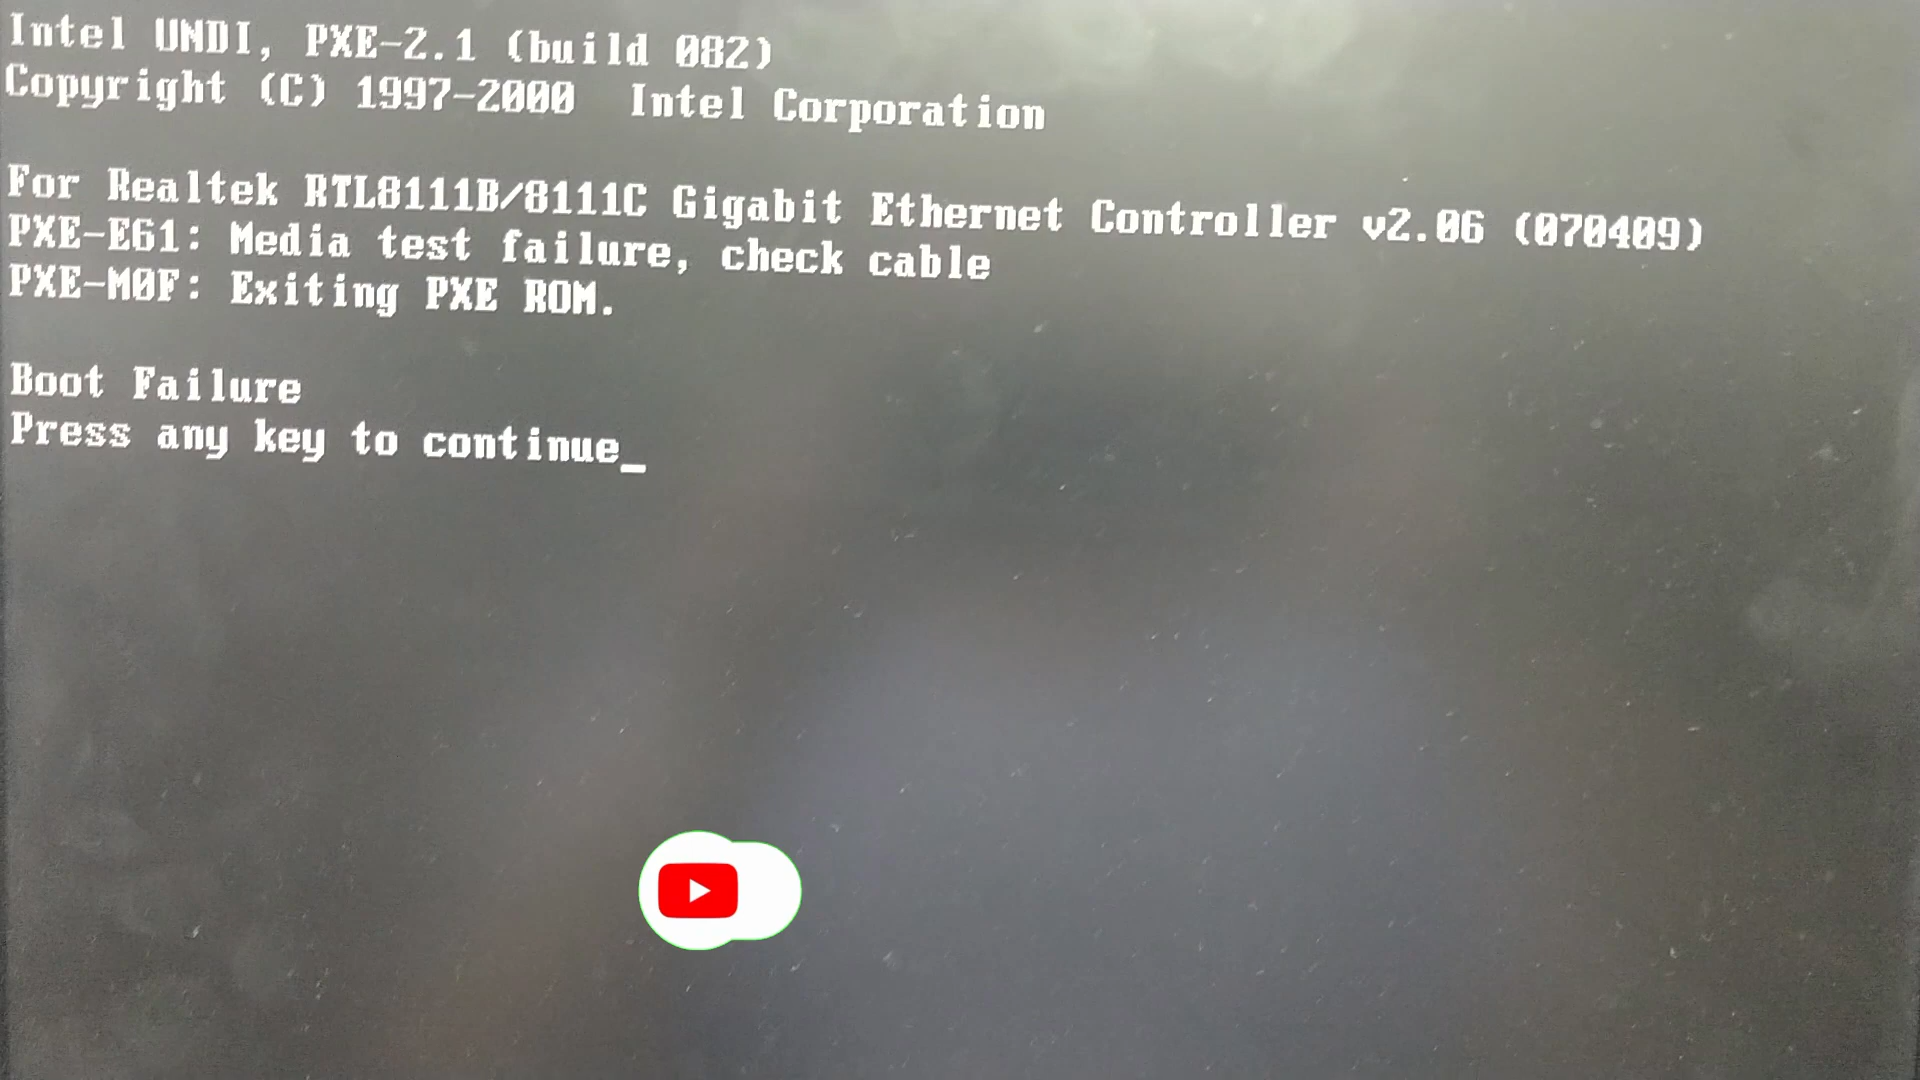 Intel UNDI, PXE-2.1 (build 082)
Copyright (C) 1997-2000  Intel Corporation
For Realtek RTL8111B/8111C Gigabit Ethernet Controller v2.06 (070409)
PXE-E61: Media test failure, check cable
PXE-M0F: Exiting PXE ROM.
Boot Failure
Press any key to continue_